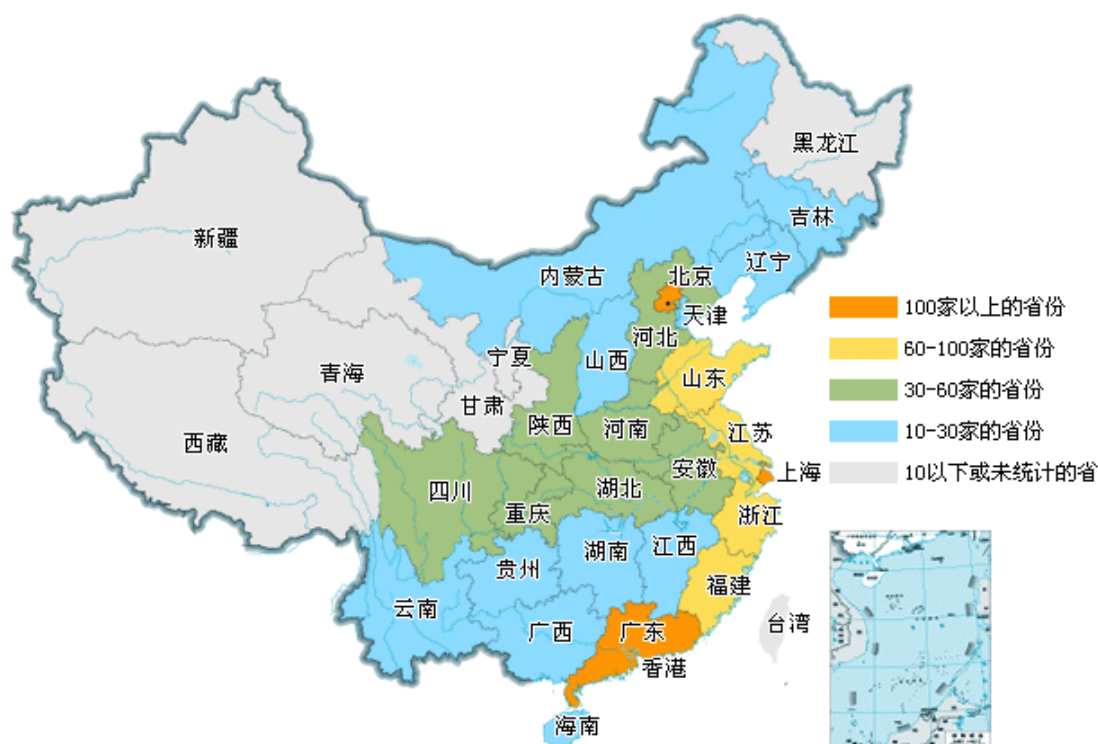 黑龙江
吉林
新疆
辽宁
内蒙古
北京
天津
河北
宁夏
山西
青海
山东
甘肃
陕西
河南
江苏
西藏
安徽
上海
四川
湖北
重庆
浙江
湖南
江西
贵州
福建
云南
广西
广东
台湾
香港
海南
100家以上的省份
60-100家的省份
30-60家的省份
10-30家的省份
10以下或未统计的省